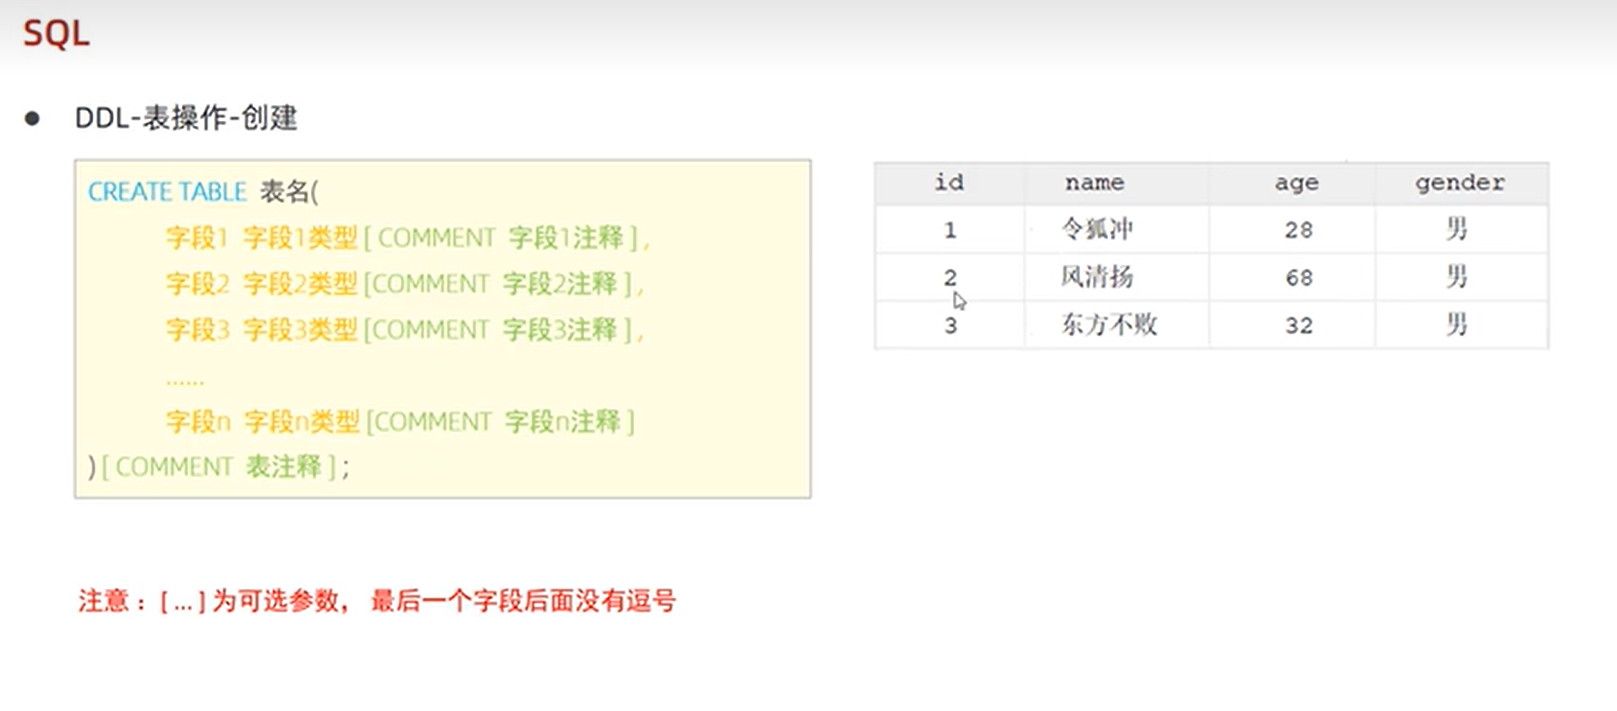 SQL
● DDL-表操作-创建
CREATE TABLE 表名(
字段1 字段1类型[ COMMENT 字段1注释 ],
字段2 字段2类型[COMMENT 字段2注释 ],
字段3 字段3类型[COMMENT 字段3注释 ],
......
字段n 字段n类型[COMMENT 字段n注释 ]
)[ COMMENT 表注释 ] ;
id name age gender
1 令狐冲 28 男
2 风清扬 68 男
3 东方不败 32 男
注意：[ ... ] 为可选参数， 最后一个字段后面没有逗号